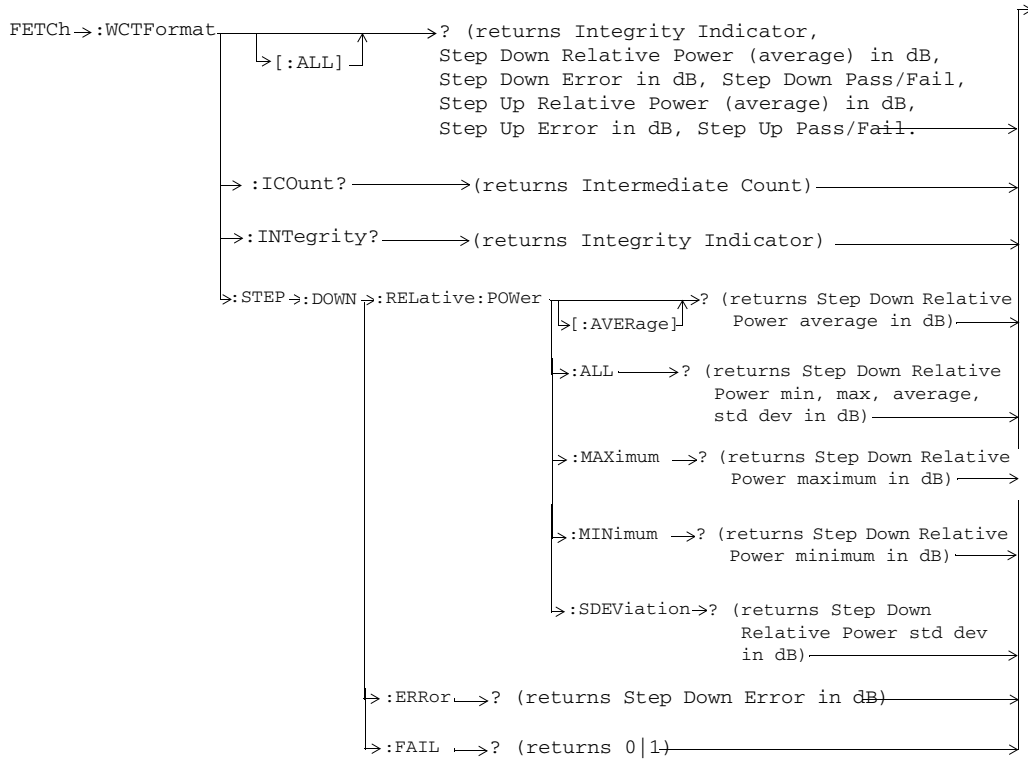 FETCh :WCTFormat ? (returns Integrity Indicator,
[:ALL] Step Down Relative Power (average) in dB,
Step Down Error in dB, Step Down Pass/Fail,
Step Up Relative Power (average) in dB,
Step Up Error in dB, Step Up Pass/Fail.
:ICOunt? (returns Intermediate Count)
:INTegrity? (returns Integrity Indicator)
:STEP :DOWN :RELative:POWer ? (returns Step Down Relative
[:AVERage] Power average in dB)
:ALL ? (returns Step Down Relative
Power min, max, average,
std dev in dB)
:MAXimum ? (returns Step Down Relative
Power maximum in dB)
:MINimum ? (returns Step Down Relative
Power minimum in dB)
:SDEViation ? (returns Step Down
Relative Power std dev
in dB)
:ERRor ? (returns Step Down Error in dB)
:FAIL ? (returns 0|1)